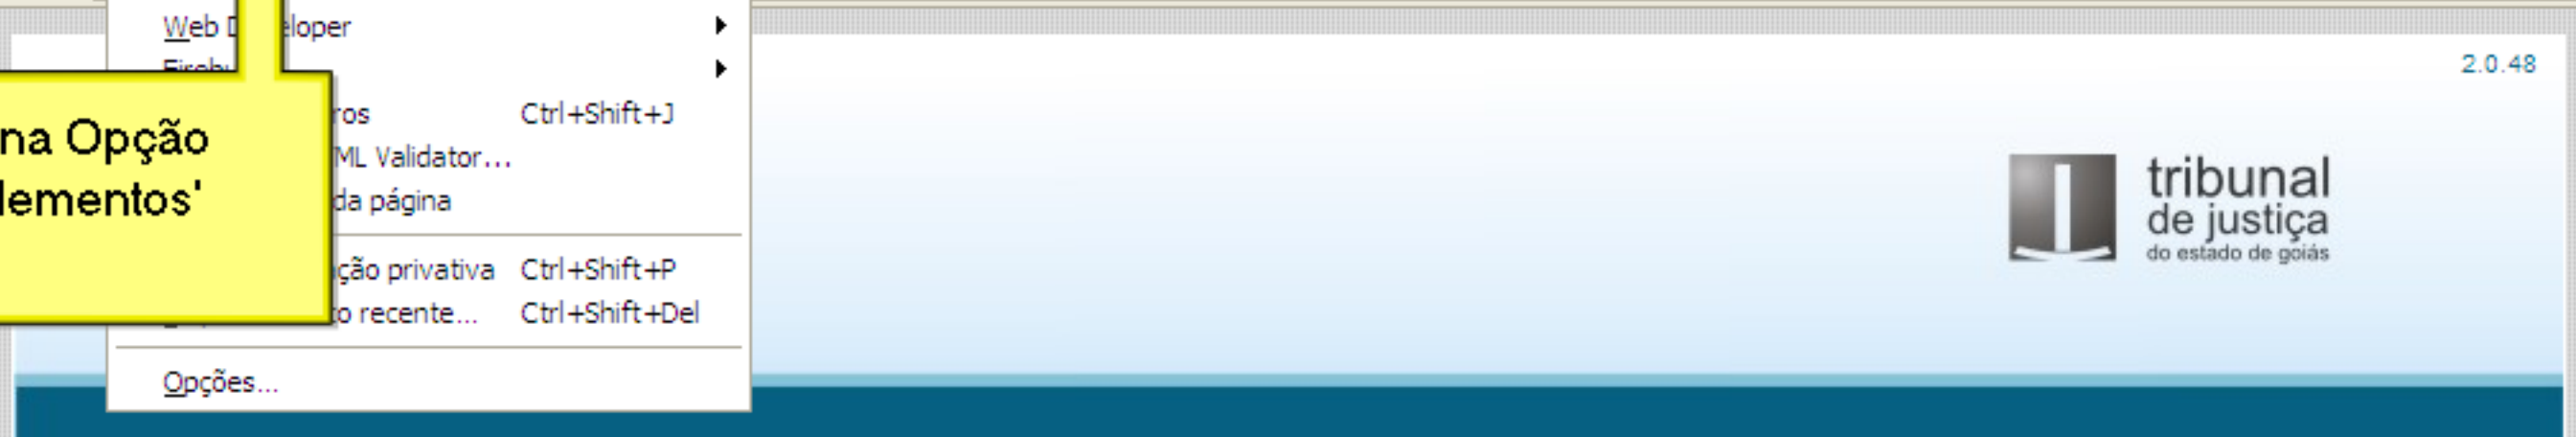 Web D eloper
2.0.48
ros Ctrl+Shift+J
na Opção
ML Validator...
lementos'
da página
tribunal
de justiça
do estado de goiás
ção privativa Ctrl+Shift+P
o recente... Ctrl+Shift+Del
Opções...